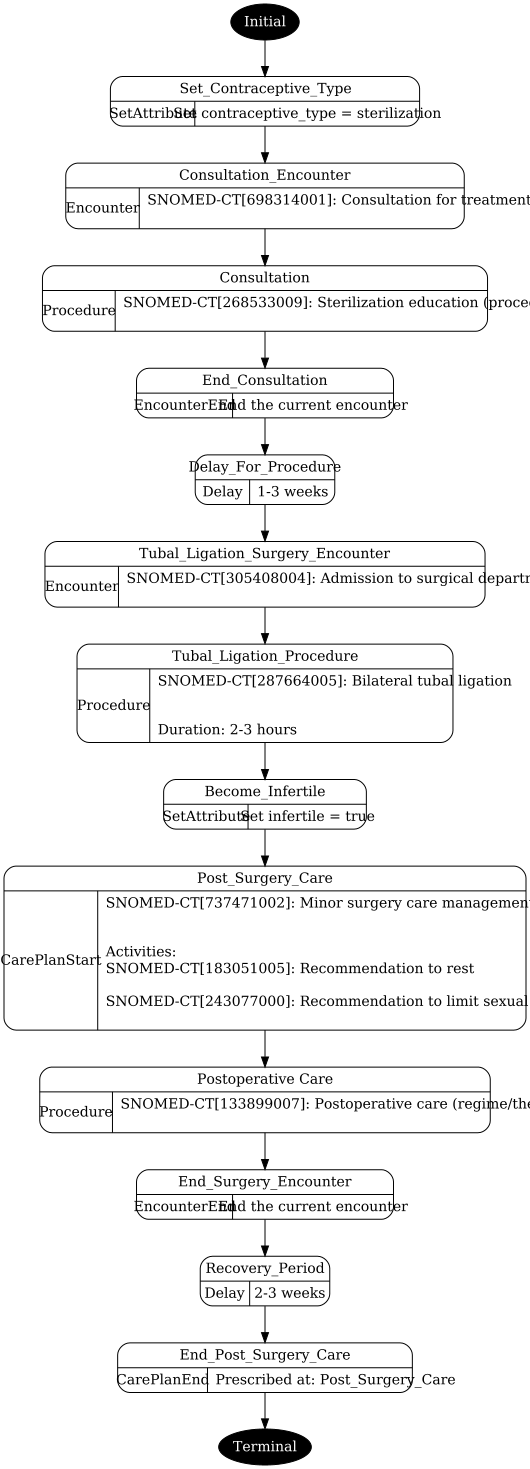 Initial
Set_Contraceptive_Type
SetAttribute Set contraceptive_type = sterilization
Consultation_Encounter
Encounter SNOMED-CT[698314001]: Consultation for treatment
Consultation
Procedure SNOMED-CT[268533009]: Sterilization education (proce
End_Consultation
EncounterEnd End the current encounter
Delay_For_Procedure
Delay 1-3 weeks
Tubal_Ligation_Surgery_Encounter
Encounter SNOMED-CT[305408004]: Admission to surgical departm
Tubal_Ligation_Procedure
SNOMED-CT[287664005]: Bilateral tubal ligation
Procedure
Duration: 2-3 hours
Become_Infertile
SetAttribute Set infertile = true
Post_Surgery_Care
SNOMED-CT[737471002]: Minor surgery care management
Activities:
CarePlanStart
SNOMED-CT[183051005]: Recommendation to rest
SNOMED-CT[243077000]: Recommendation to limit sexual
Postoperative Care
Procedure SNOMED-CT[133899007]: Postoperative care (regime/the
End_Surgery_Encounter
EncounterEnd End the current encounter
Recovery_Period
Delay 2-3 weeks
End_Post_Surgery_Care
CarePlanEnd Prescribed at: Post_Surgery_Care
Terminal